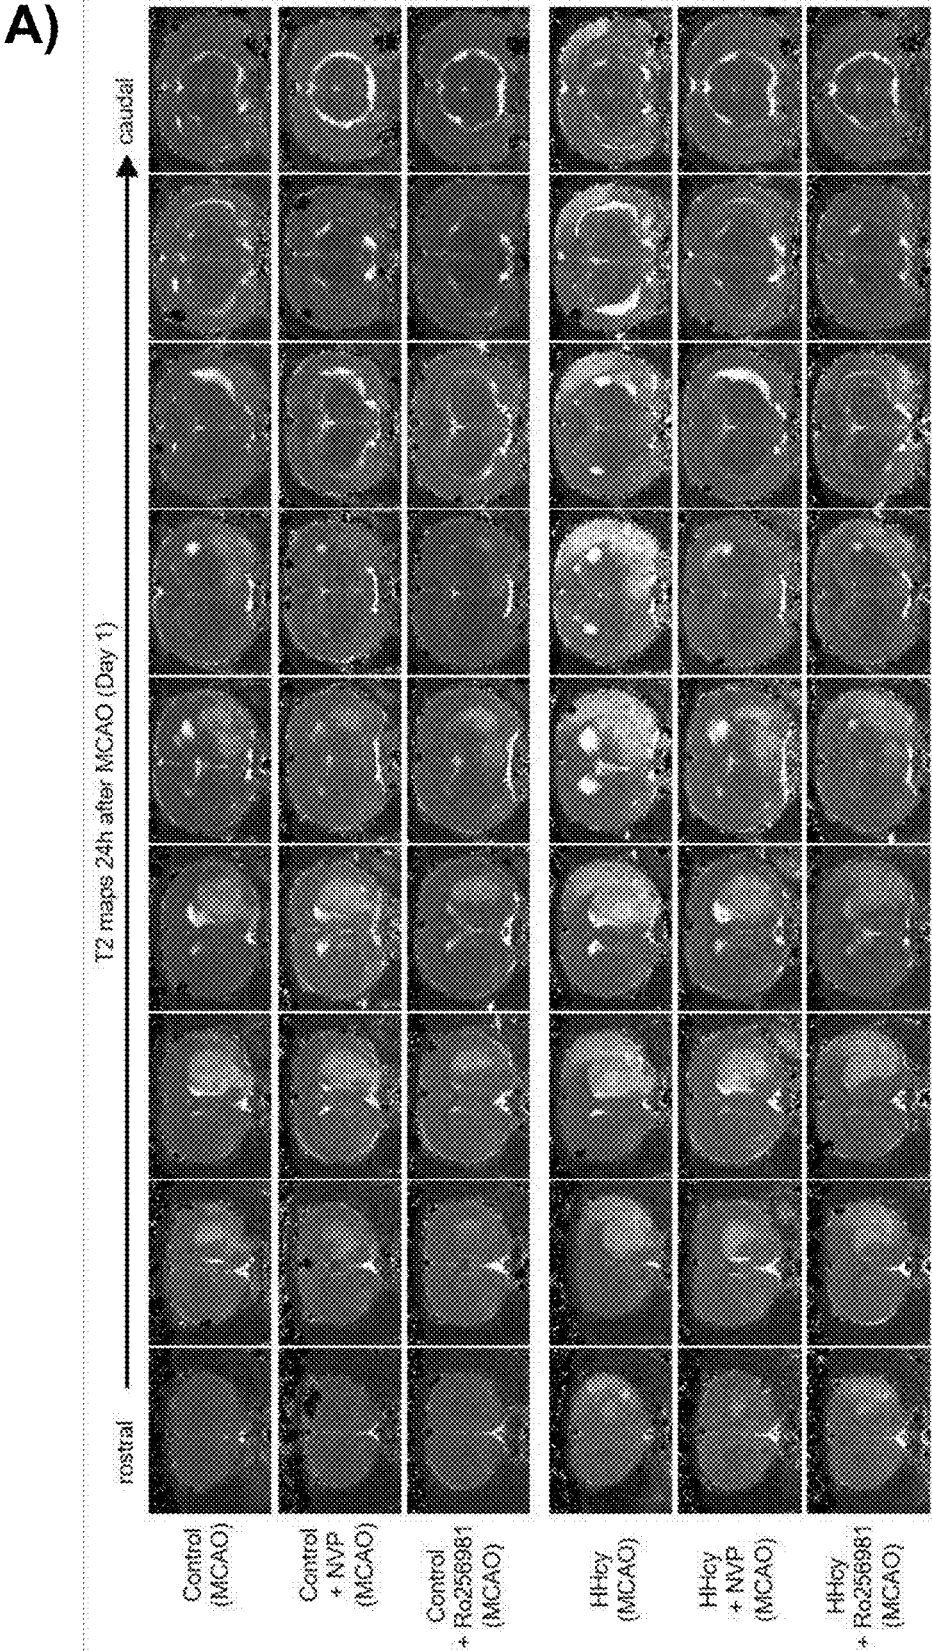 A)
T2 maps 24h after MCAO (Day 1)
rostral
caudal
Control
(MCAO)
Control
+ NVP
(MCAO)
Control
+ Ro256981
(MCAO)
HHcy
(MCAO)
HHcy
+ NVP
(MCAO)
HHcy
+ Ro256981
(MCAO)